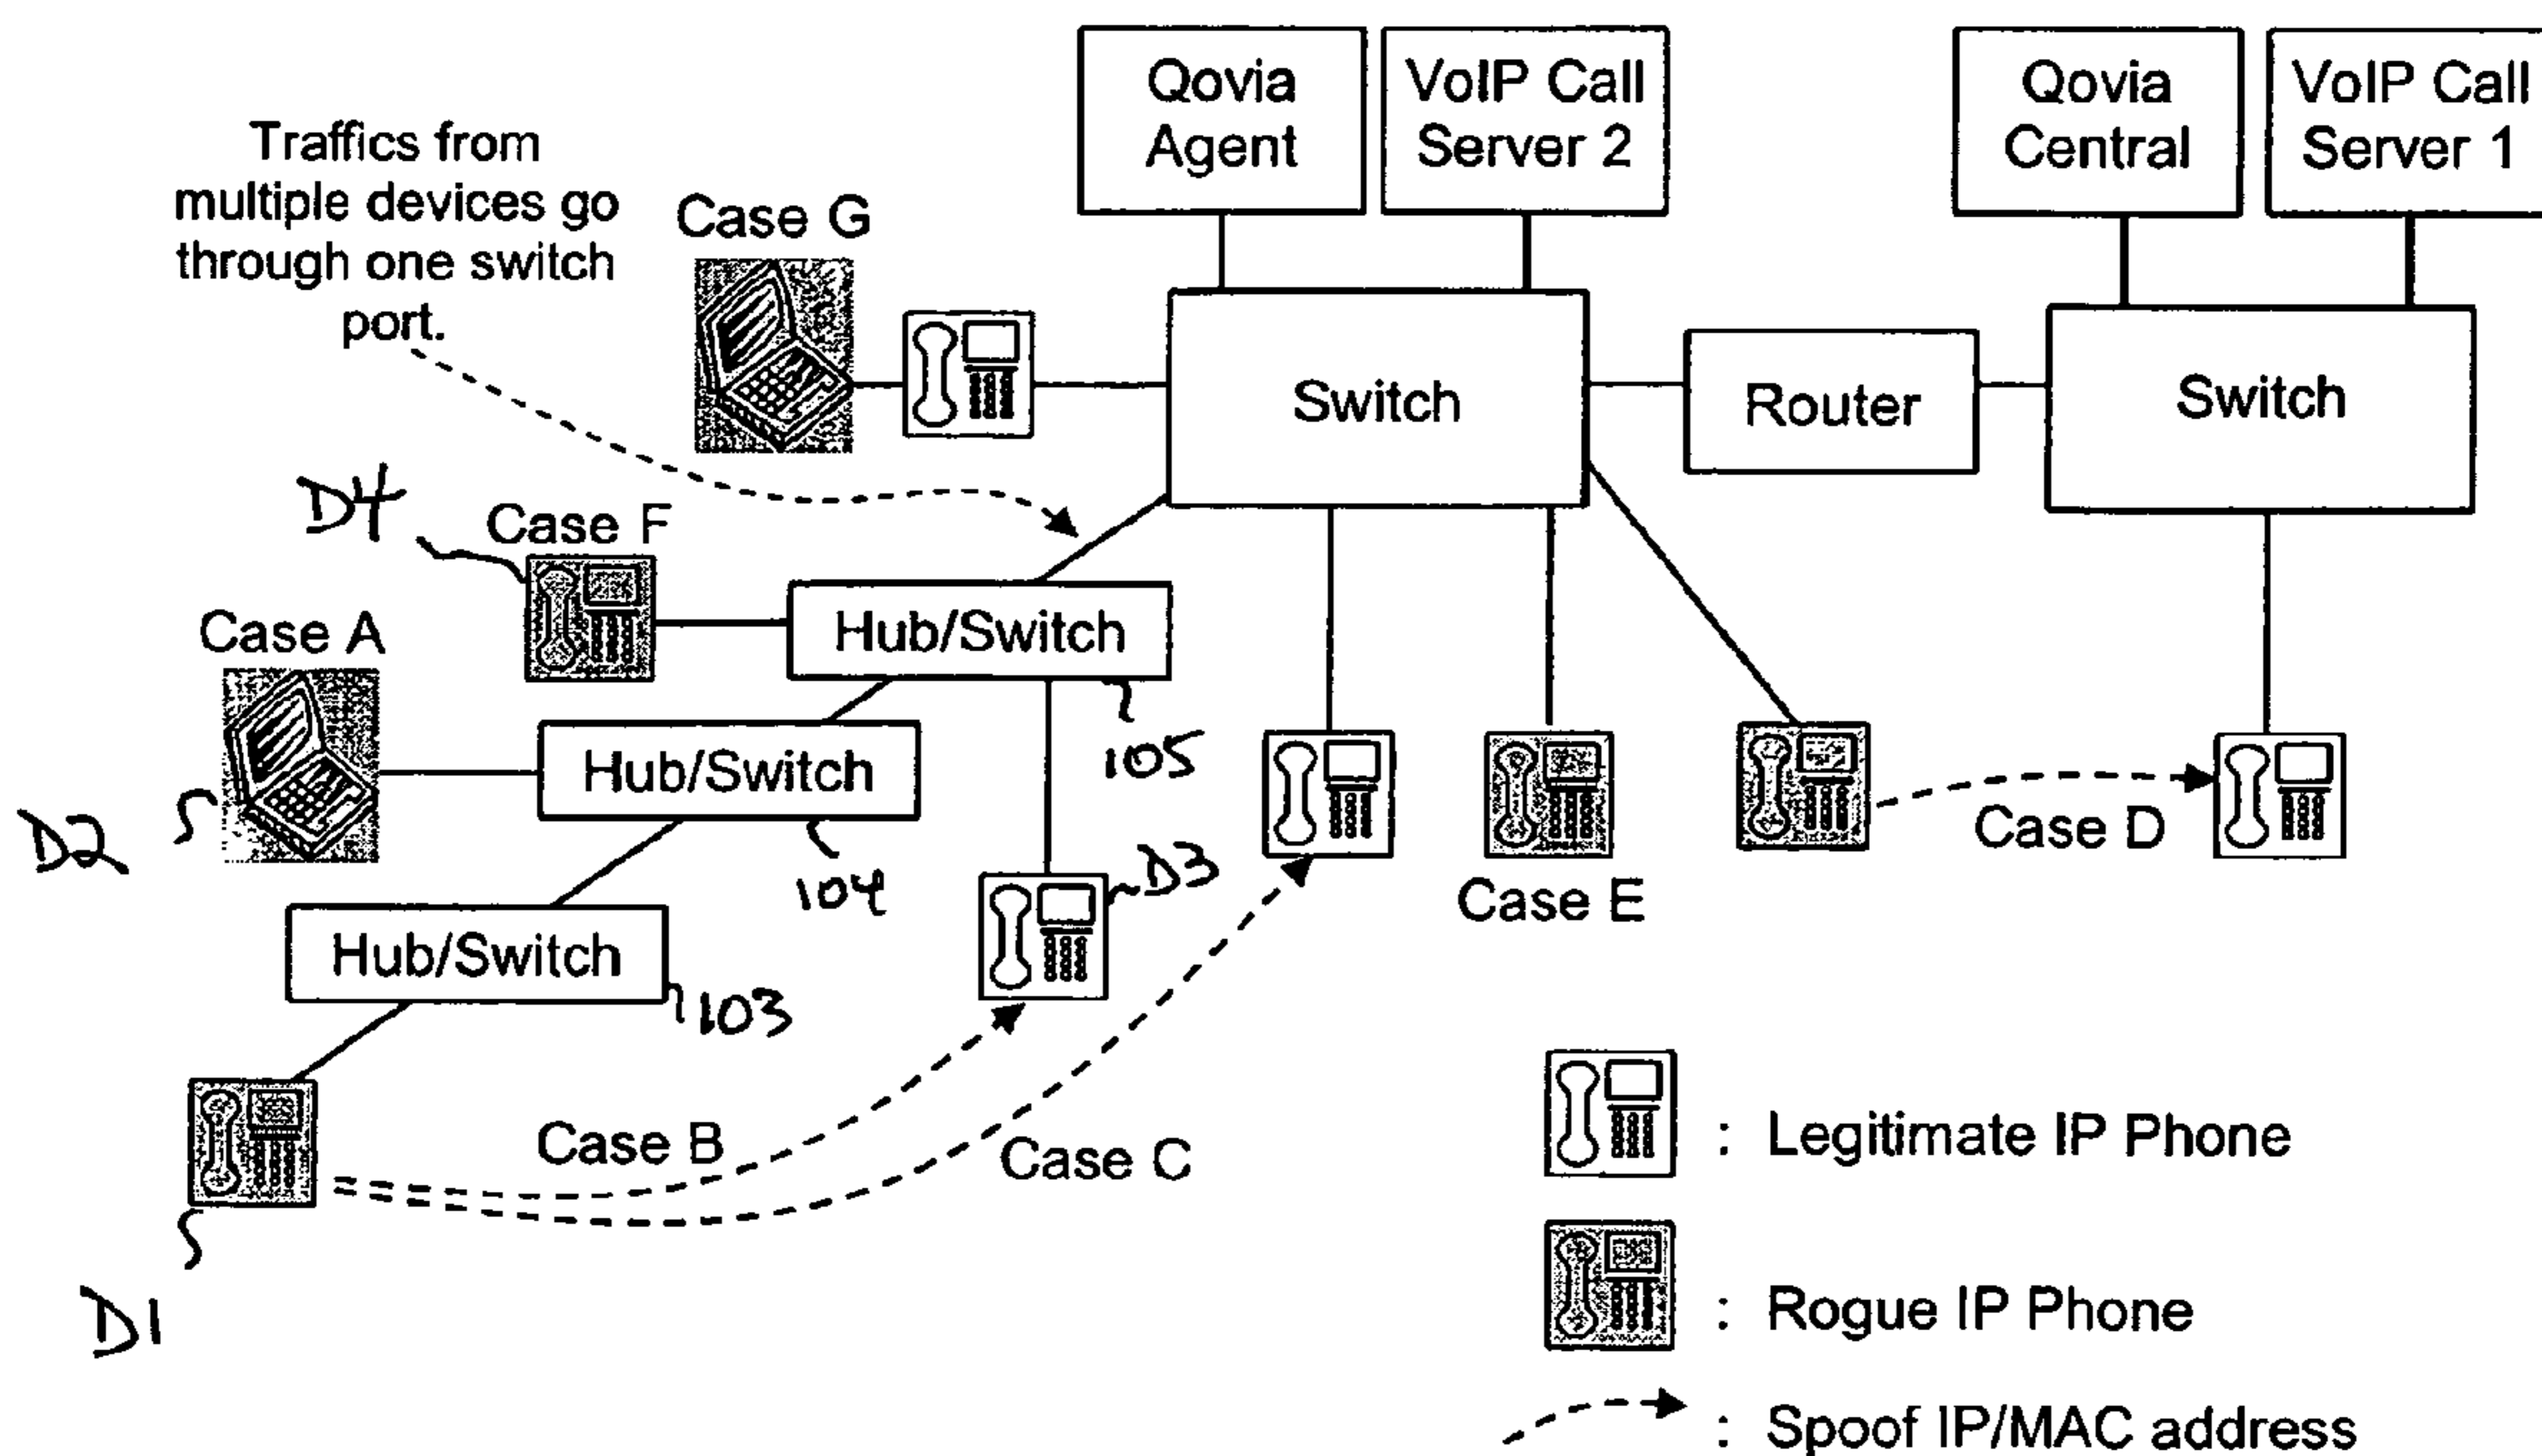 Qovia
Agent
VoIP Call
Server 2
Qovia
Central
VoIP Call
Server 1
Traffics from
multiple devices go
through one switch
port.
Case G
Switch
Router
Switch
D4
Case F
Hub/Switch
105
Case A
D2
Hub/Switch
104
D3
Case E
Case D
Hub/Switch
103
D1
Case B
Case C
: Legitimate IP Phone
: Rogue IP Phone
: Spoof IP/MAC address